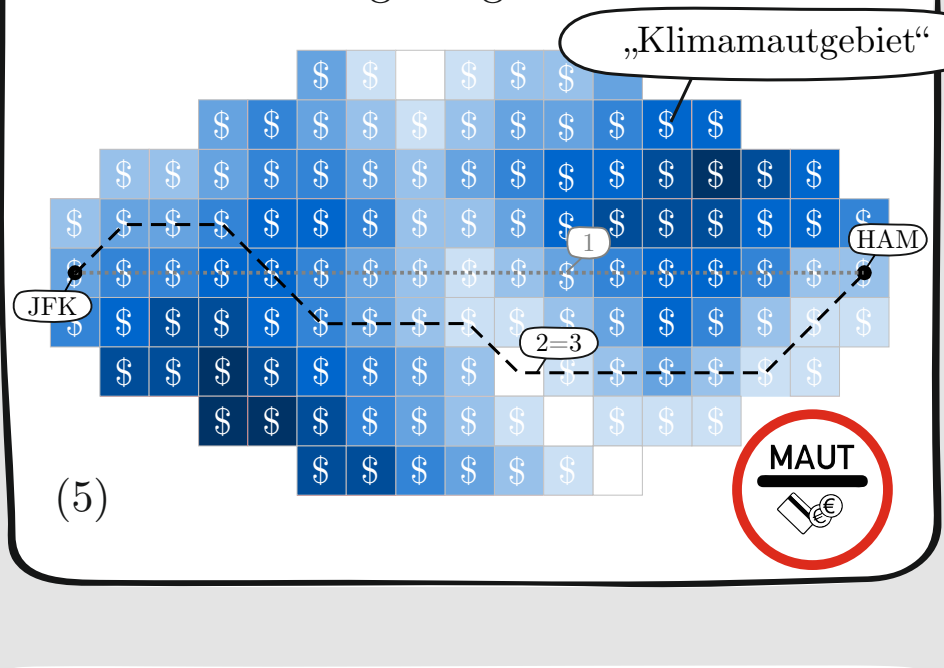 „Klimamautgebiet“
$ $ $ $ $
$ $ $ $ $ $ $ $ $ $ $
$ $ $ $ $ $ $ $ $ $ $ $ $ $ $
$ $ $ $ $ $ $ $ $ $ $ $ $ $ $ $ $
1
HAM
$ $ $ $ $ $ $ $ $ $ $ $ $ $ $ $ $
JFK
$ $ $ $ $ $ $ $ $ $ $ $ $ $ $ $ $
2=3
$ $ $ $ $ $ $ $ $ $ $ $ $ $
$ $ $ $ $ $ $ $ $ $
$ $ $ $ $ $
MAUT
€ €
(5)